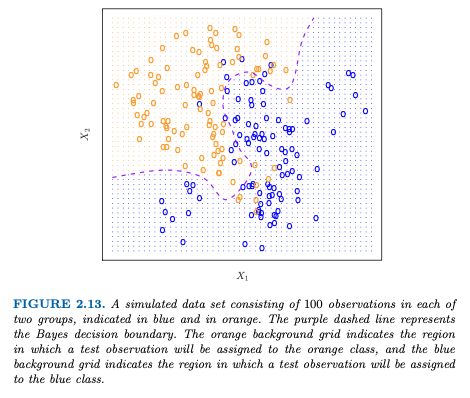 X2
X1
FIGURE 2.13. A simulated data set consisting of 100 observations in each of
two groups, indicated in blue and in orange. The purple dashed line represents
the Bayes decision boundary. The orange background grid indicates the region
in which a test observation will be assigned to the orange class, and the blue
background grid indicates the region in which a test observation will be assigned
to the blue class.